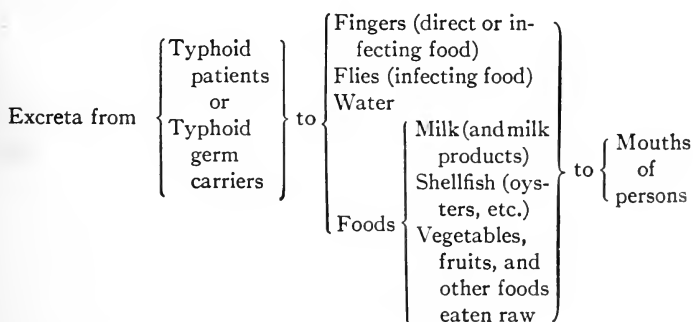 Excreta from
Typhoid
patients
or
Typhoid
germ
carriers
to
Fingers (direct or in-
fecting food)
Flies (infecting food)
Water
Foods
Milk (and milk
products)
Shellfish (oys-
ters, etc.)
Vegetables,
fruits, and
other foods
eaten raw
to
Mouths
of
persons